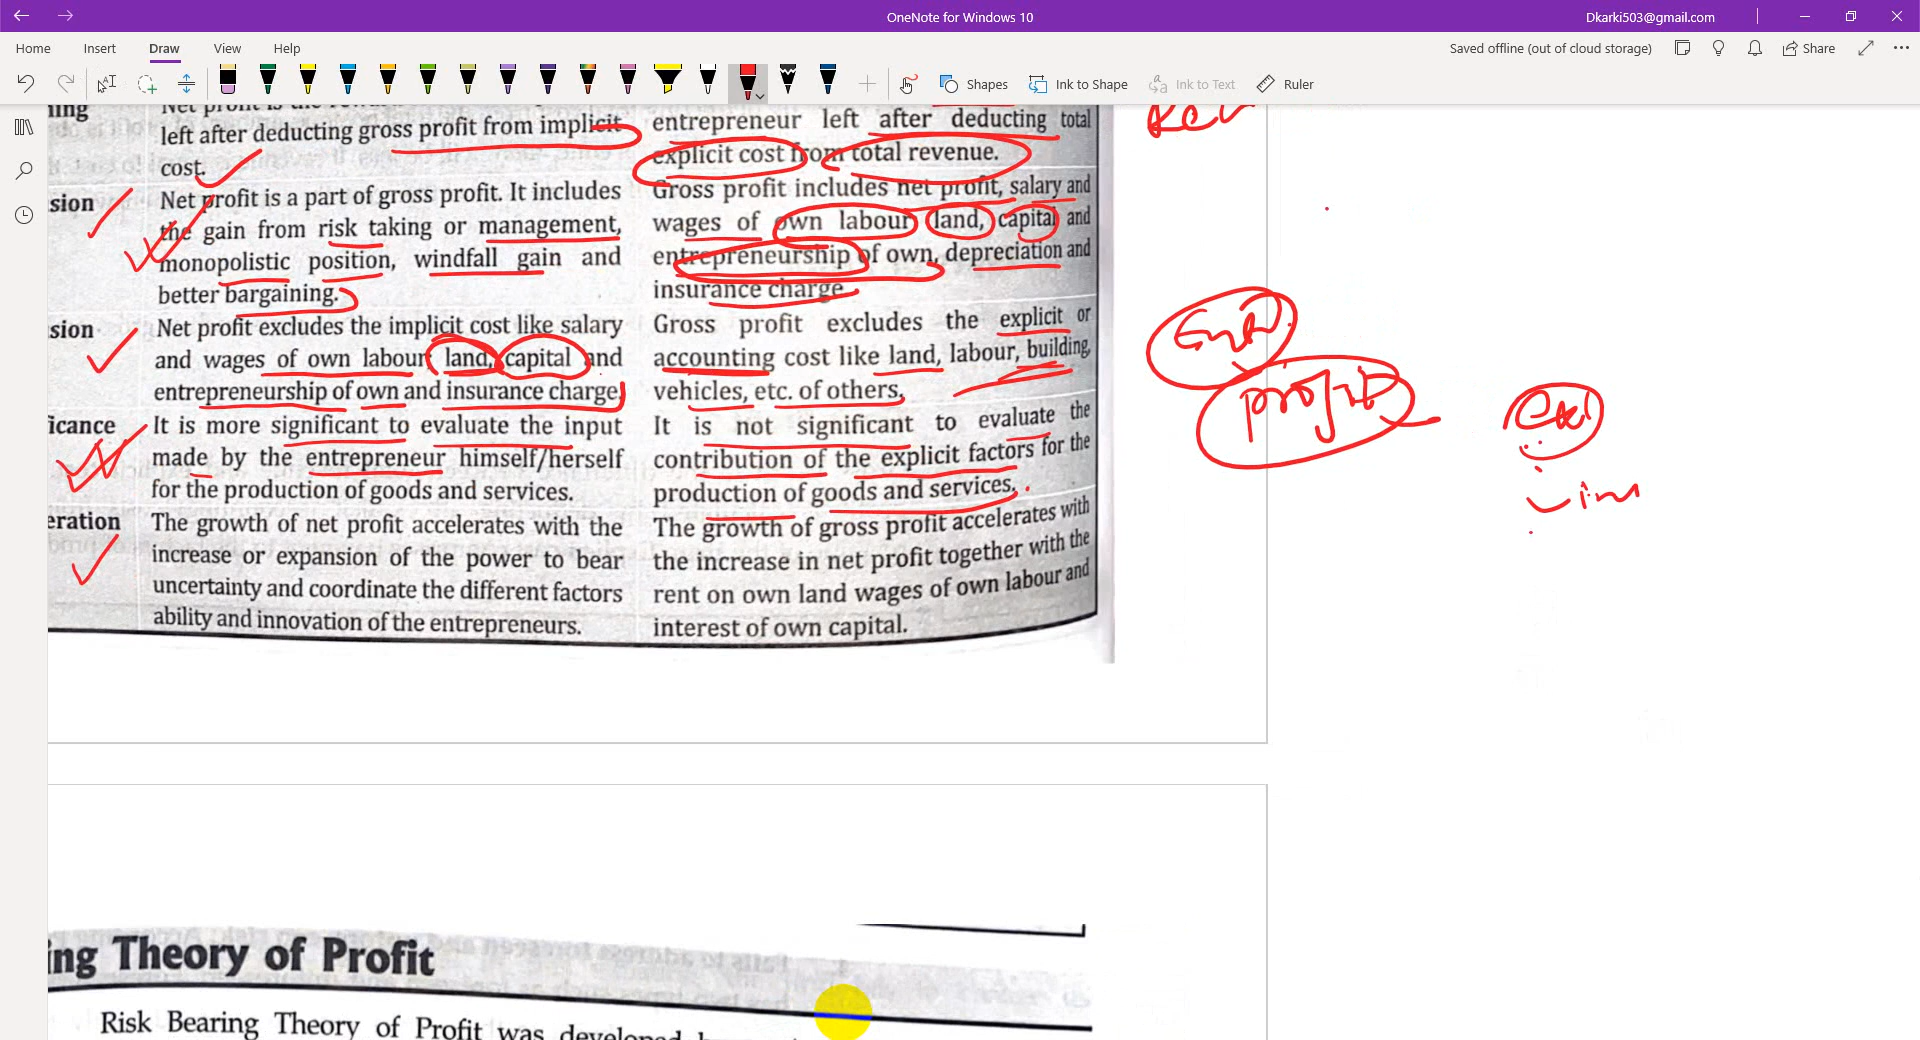 OneNote for Windows 10
Dkarki503@gmail.com
Home Insert Draw View Help
Saved offline (out of cloud storage)
Share
Shapes Ink to Shape Ink to Text Ruler
left after deducting gross profit from implicit
cost.
entrepreneur left after deducting total
explicit cost from total revenue.
sion
Net profit is a part of gross profit. It includes
the gain from risk taking or management,
monopolistic position, windfall gain and
better bargaining.
Gross profit includes net profit, salary and
wages of own labour land, capital and
entrepreneurship of own, depreciation and
insurance charge
sion
Net profit excludes the implicit cost like salary
and wages of own labour land, capital and
entrepreneurship of own and insurance charge.
Gross profit excludes the explicit or
accounting cost like land, labour, building,
vehicles, etc. of others.
icance
It is more significant to evaluate the input
made by the entrepreneur himself/herself
for the production of goods and services.
It is not significant to evaluate the
contribution of the explicit factors for the
production of goods and services.
eration
The growth of net profit accelerates with the
increase or expansion of the power to bear
uncertainty and coordinate the different factors
ability and innovation of the entrepreneurs.
The growth of gross profit accelerates with
the increase in net profit together with the
rent on own land wages of own labour and
interest of own capital.
profit
ing Theory of Profit
Risk Bearing Theory of Profit was developed